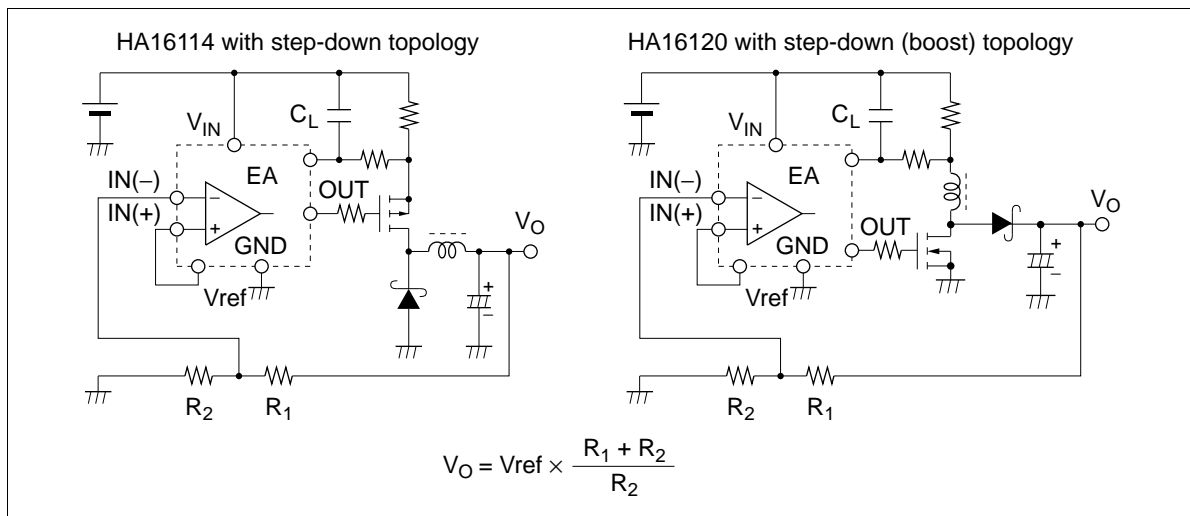 HA16114 with step-down topology
V_IN
C_L
EA
IN(−)
IN(+)
−
+
OUT
GND
Vref
V_O
+
−
R_2
R_1
HA16120 with step-down (boost) topology
V_IN
C_L
EA
IN(−)
IN(+)
−
+
OUT
GND
Vref
V_O
+
−
R_2
R_1
V_O = Vref × (R_1 + R_2) / R_2